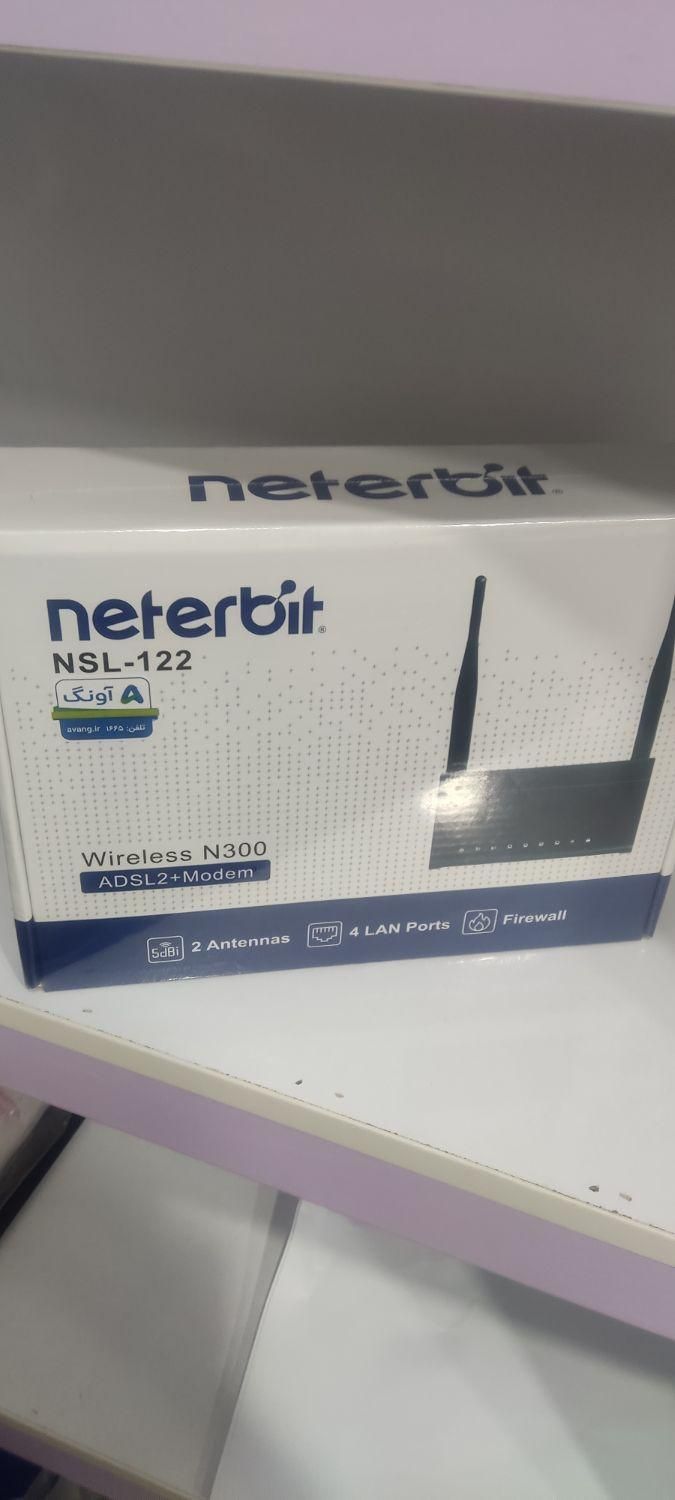 neterbit®
neterbit®
NSL-122
آونگ
تلفن: ۱۶۶۵ avang.ir
Wireless N300
ADSL2+Modem
5dBi 2 Antennas 4 LAN Ports Firewall